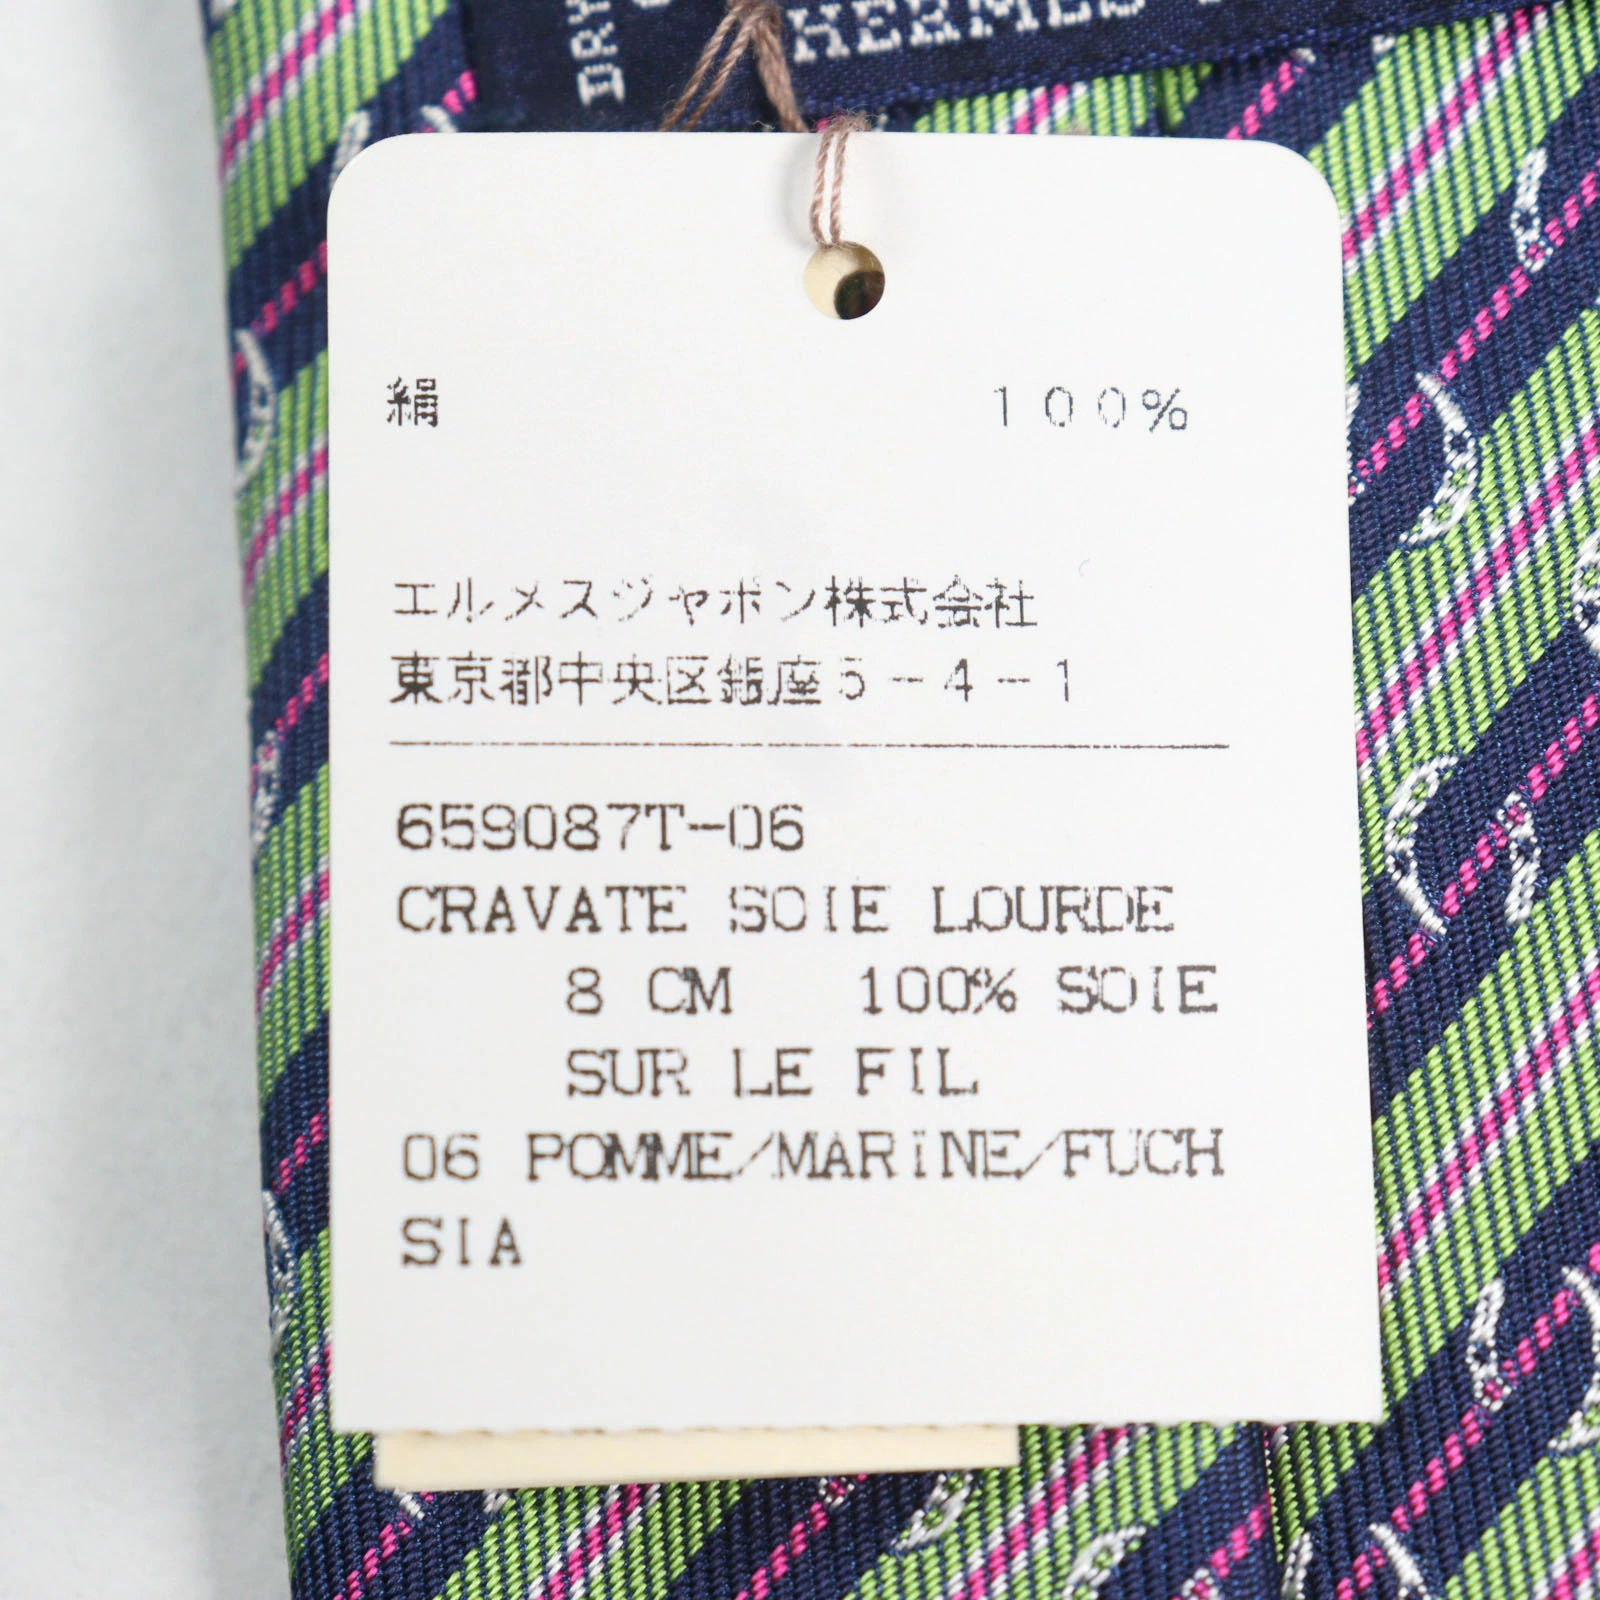 DRY
HERMES
絹 100%
エルメスジャポン株式会社
東京都中央区銀座5-4-1
659087T-06
CRAVATE SOIE LOURDE
8 CM 100% SOIE
SUR LE FIL
06 POMME/MARINE/FUCH
SIA